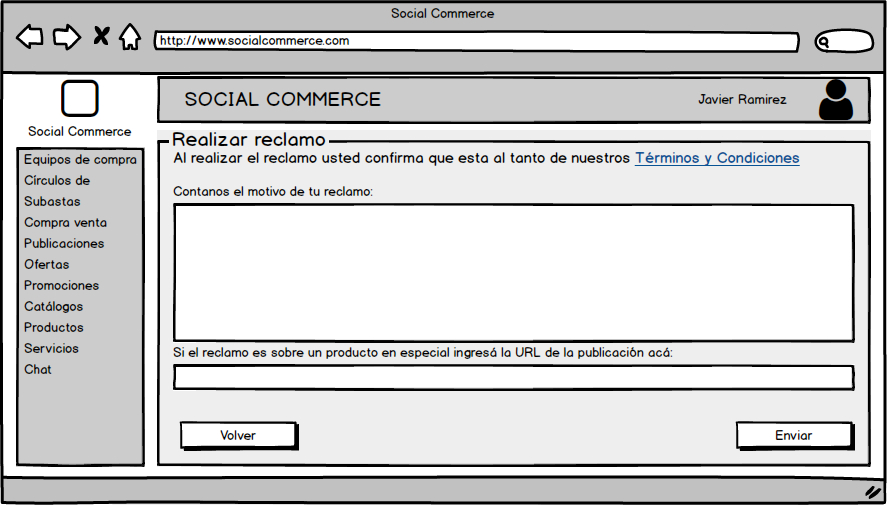 Social Commerce
http://www.socialcommerce.com
Social Commerce
SOCIAL COMMERCE
Javier Ramirez
Equipos de compra
Círculos de
Subastas
Compra venta
Publicaciones
Ofertas
Promociones
Catálogos
Productos
Servicios
Chat
Realizar reclamo
Al realizar el reclamo usted confirma que esta al tanto de nuestros Términos y Condiciones
Contanos el motivo de tu reclamo:
Si el reclamo es sobre un producto en especial ingresá la URL de la publicación acá:
Volver
Enviar